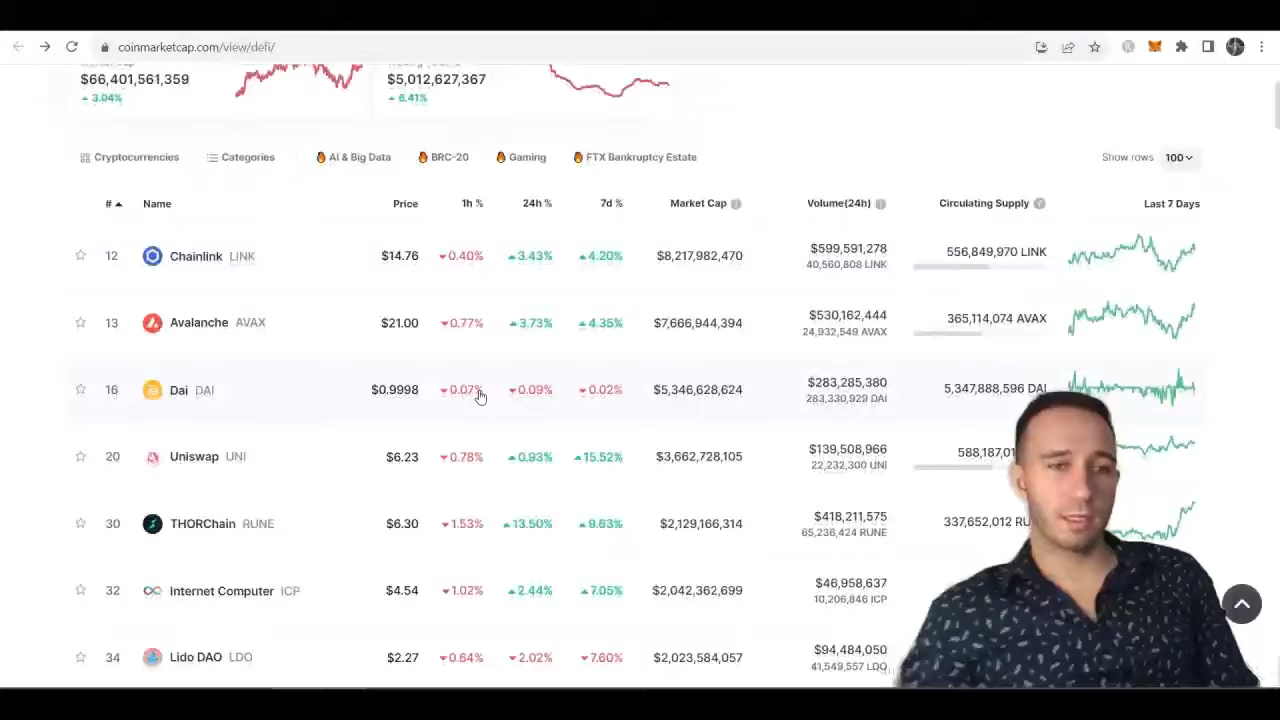 coinmarketcap.com/view/defi/
$66,401,561,359
$5,012,627,367
3.04%
6.41%
Cryptocurrencies Categories AI & Big Data BRC-20 Gaming FTX Bankruptcy Estate Show rows 100
# Name Price 1h % 24h % 7d % Market Cap Volume(24h) Circulating Supply Last 7 Days
12 Chainlink LINK $14.76 0.40% 3.43% 4.20% $8,217,982,470 $599,591,278 556,849,970 LINK
40,560,808 LINK
13 Avalanche AVAX $21.00 0.77% 3.73% 4.35% $7,666,944,394 $530,162,444 365,114,074 AVAX
24,932,549 AVAX
16 Dai DAI $0.9998 0.07% 0.09% 0.02% $5,346,628,624 $283,285,380 5,347,888,596 DAI
283,330,929 DAI
20 Uniswap UNI $6.23 0.78% 0.93% 15.52% $3,662,728,105 $139,508,966 588,187,01
22,232,300 UNI
30 THORChain RUNE $6.30 1.53% 13.50% 9.63% $2,129,166,314 $418,211,575 337,652,012 RU
65,236,424 RUNE
32 Internet Computer ICP $4.54 1.02% 2.44% 7.05% $2,042,362,699 $46,958,637
10,206,846 ICP
34 Lido DAO LDO $2.27 0.64% 2.02% 7.60% $2,023,584,057 $94,484,050
41,549,557 LDO